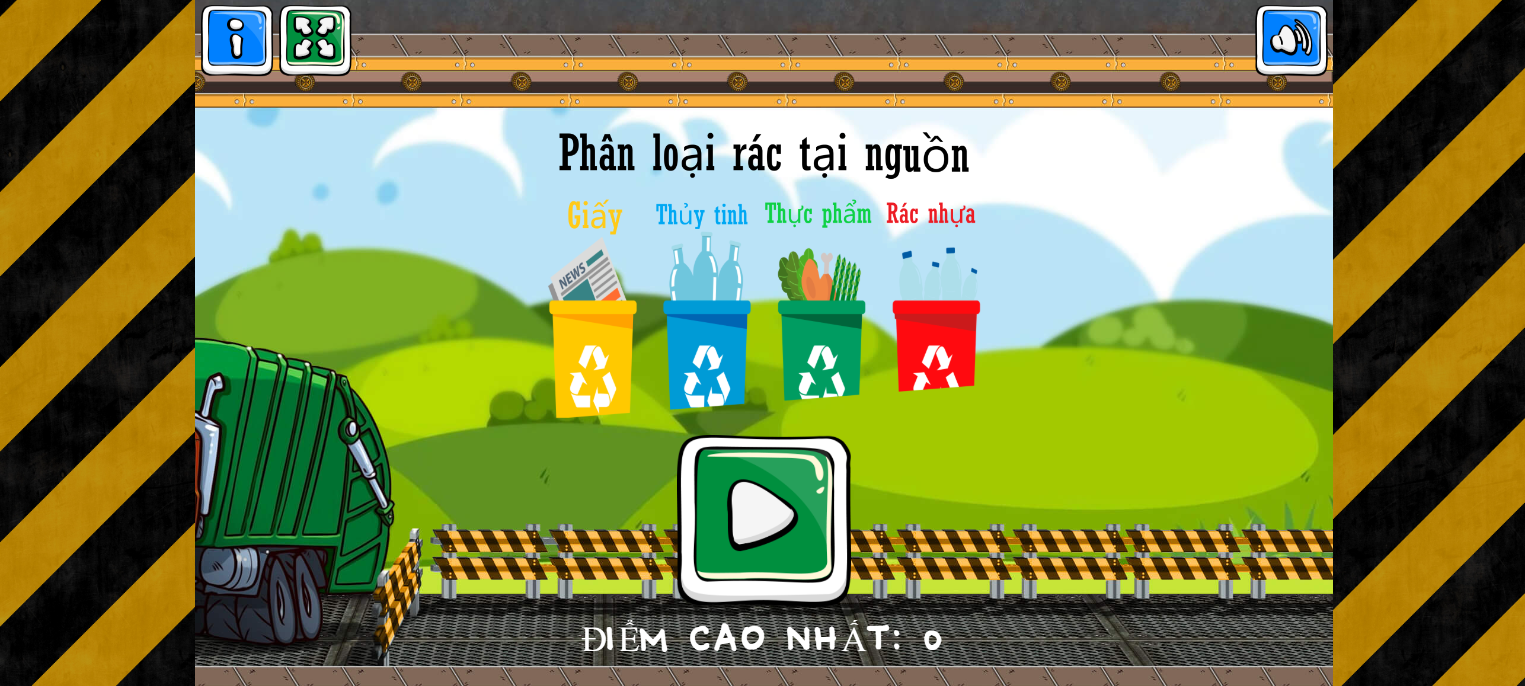 Phân loại rác tại nguồn
Giấy Thủy tinh Thực phẩm Rác nhựa
NEWS
ĐIỂM CAO NHẤT: 0